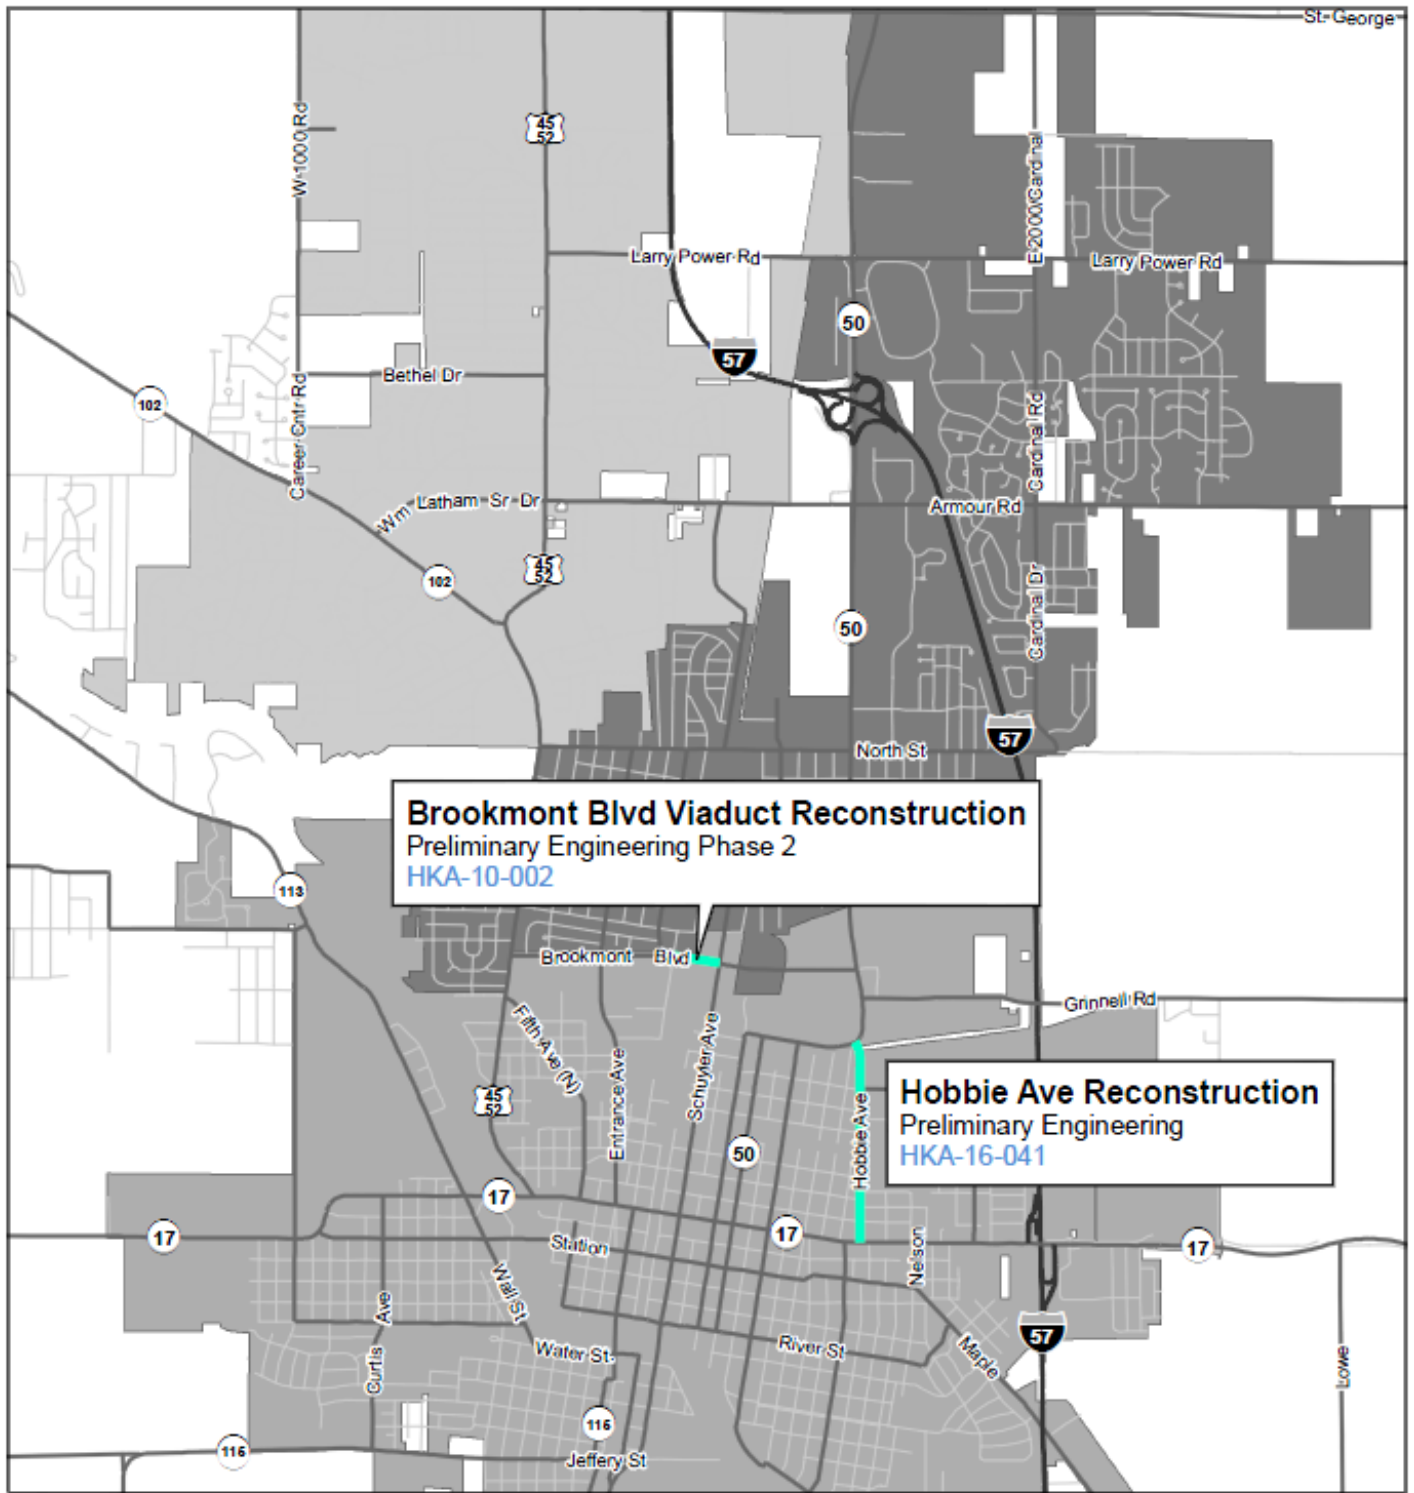 St. George
W 1000 Rd
45
52
E 2000/Cardinal
Larry Power Rd
Larry Power Rd
50
57
Bethel Dr
102
Career Cntr Rd
Cardinal Rd
Wm Latham Sr Dr
Armour Rd
45
52
102
Cardinal Dr
50
57
North St
Brookmont Blvd Viaduct Reconstruction
Preliminary Engineering Phase 2
HKA-10-002
113
Brookmont Blvd
Grinnell Rd
Fifth Ave (N)
Entrance Ave
Schuyler Ave
45
52
Hobbie Ave
Hobbie Ave Reconstruction
Preliminary Engineering
HKA-16-041
50
17
17
17
17
Station
Nelson
Wall St
Curtis Ave
Water St
River St
57
Maple
Lowe
115
115
Jeffery St